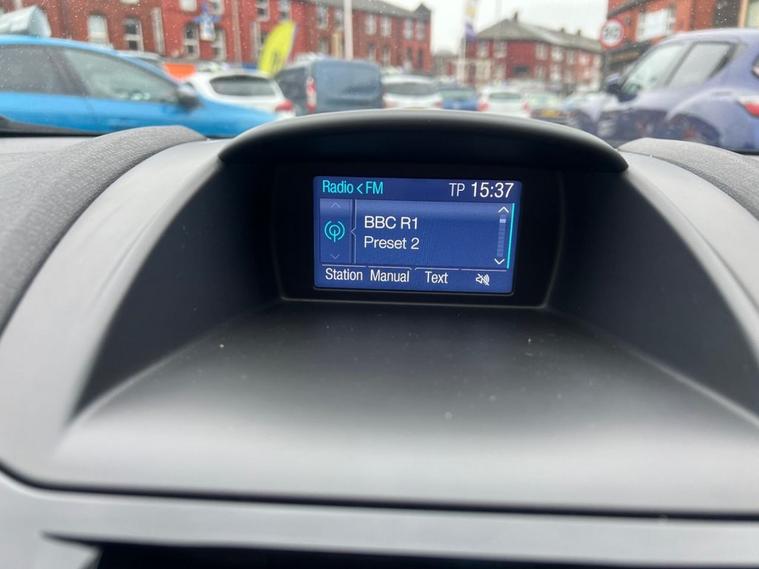 Radio < FM TP 15:37
BBC R1
Preset 2
Station Manual Text